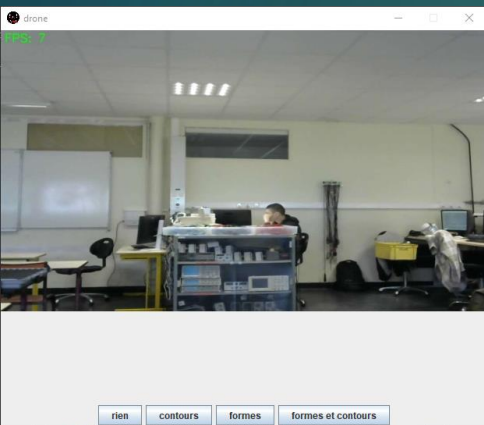 drone
FPS: 7
rien
contours
formes
formes et contours